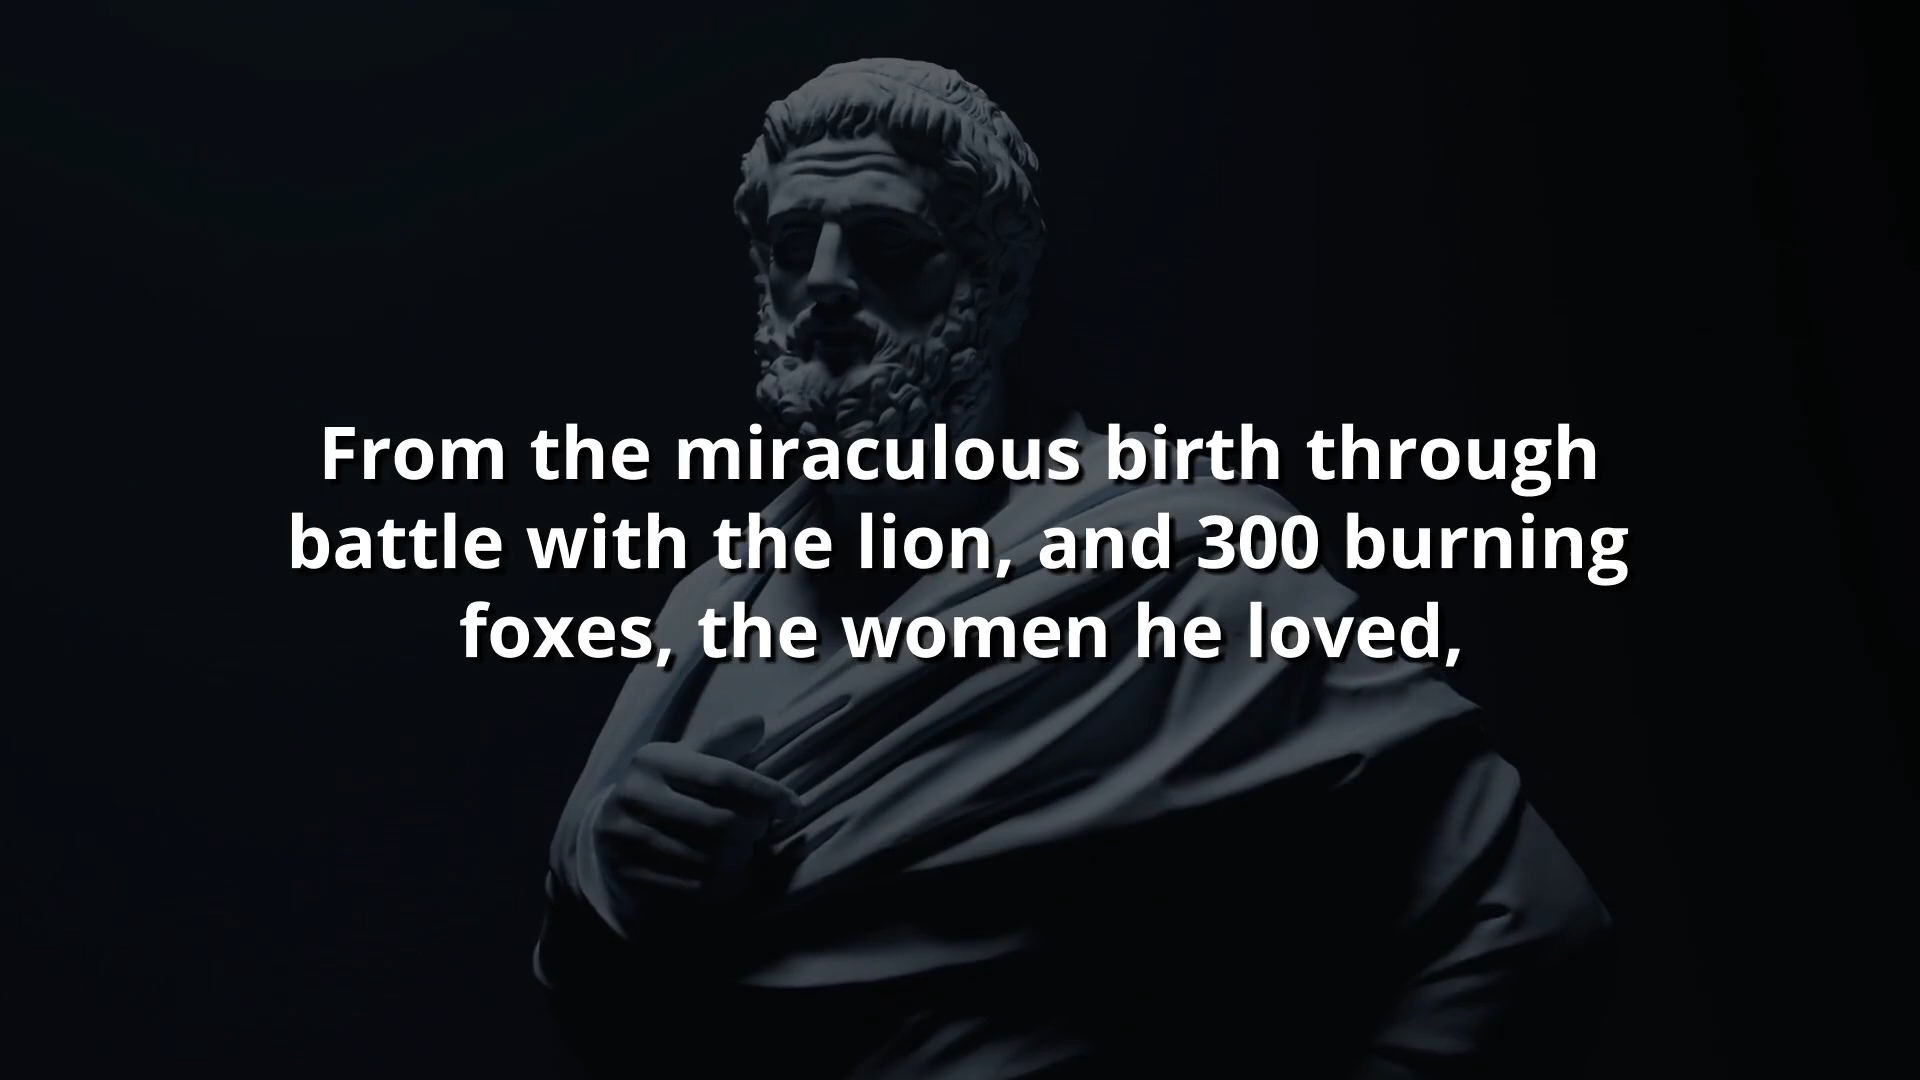 From the miraculous birth through
battle with the lion, and 300 burning
foxes, the women he loved,